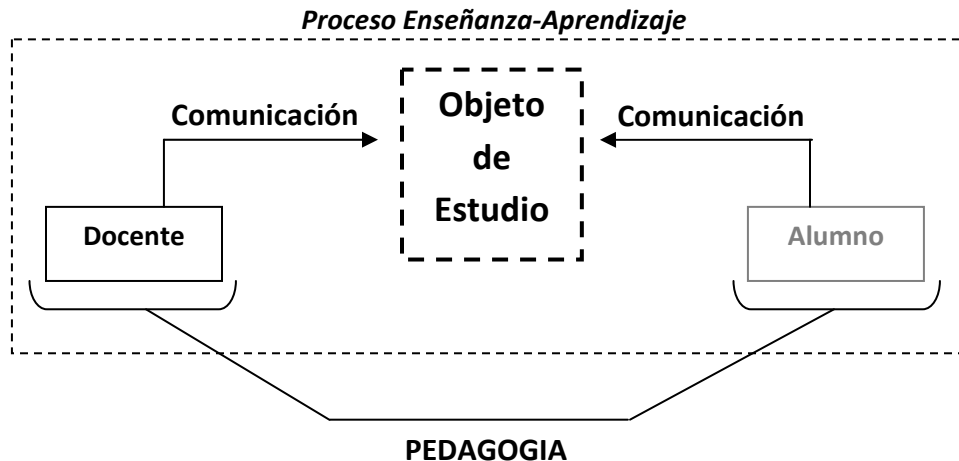 Proceso Enseñanza-Aprendizaje
Comunicación
Objeto
de
Estudio
Comunicación
Docente
Alumno
PEDAGOGIA